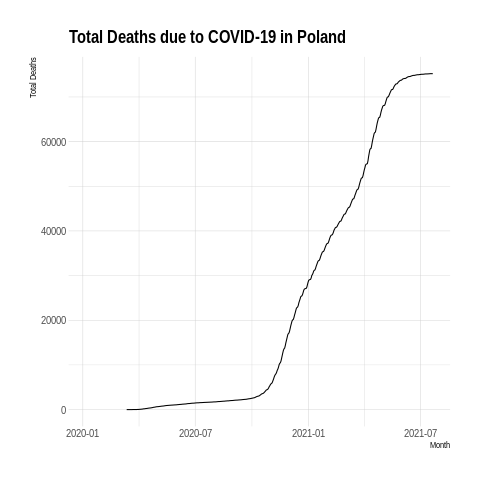 Total Deaths due to COVID-19 in Poland
Total Deaths
60000
40000
20000
0
2020-01 2020-07 2021-01 2021-07
Month